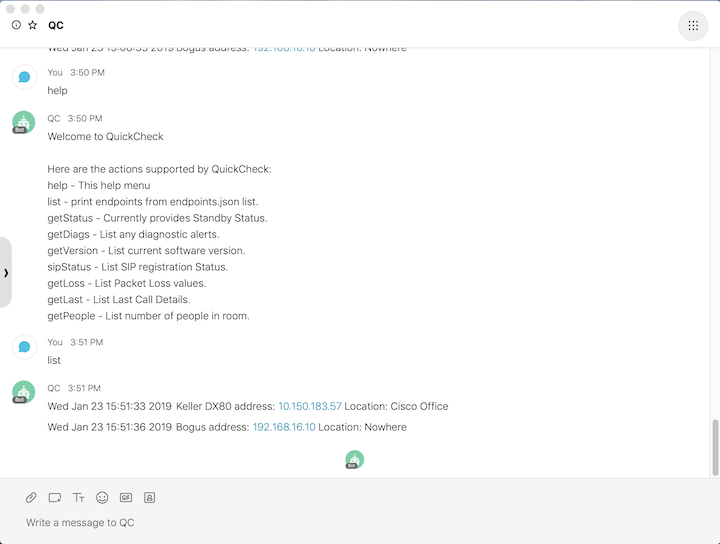 QC
Wed Jan 23 15:00:33 2019 Bogus address: 192.168.16.10 Location: Nowhere
You 3:50 PM
help
QC 3:50 PM
Bot
Welcome to QuickCheck
Here are the actions supported by QuickCheck:
help - This help menu
list - print endpoints from endpoints.json list.
getStatus - Currently provides Standby Status.
getDiags - List any diagnostic alerts.
getVersion - List current software version.
sipStatus - List SIP registration Status.
getLoss - List Packet Loss values.
getLast - List Last Call Details.
getPeople - List number of people in room.
You 3:51 PM
list
QC 3:51 PM
Bot
Wed Jan 23 15:51:33 2019 Keller DX80 address: 10.150.183.57 Location: Cisco Office
Wed Jan 23 15:51:36 2019 Bogus address: 192.168.16.10 Location: Nowhere
Bot
Tт GIF
Write a message to QC